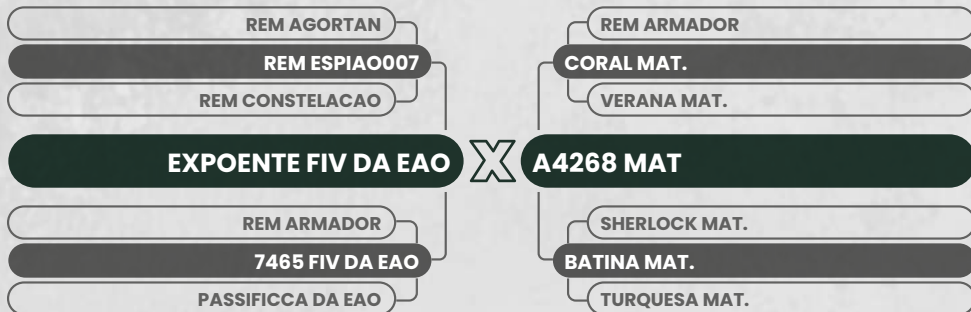 REM AGORTAN
REM ARMADOR
REM ESPIAO007
CORAL MAT.
REM CONSTELACAO
VERANA MAT.
EXPOENTE FIV DA EAO X A4268 MAT
REM ARMADOR
SHERLOCK MAT.
7465 FIV DA EAO
BATINA MAT.
PASSIFICCA DA EAO
TURQUESA MAT.